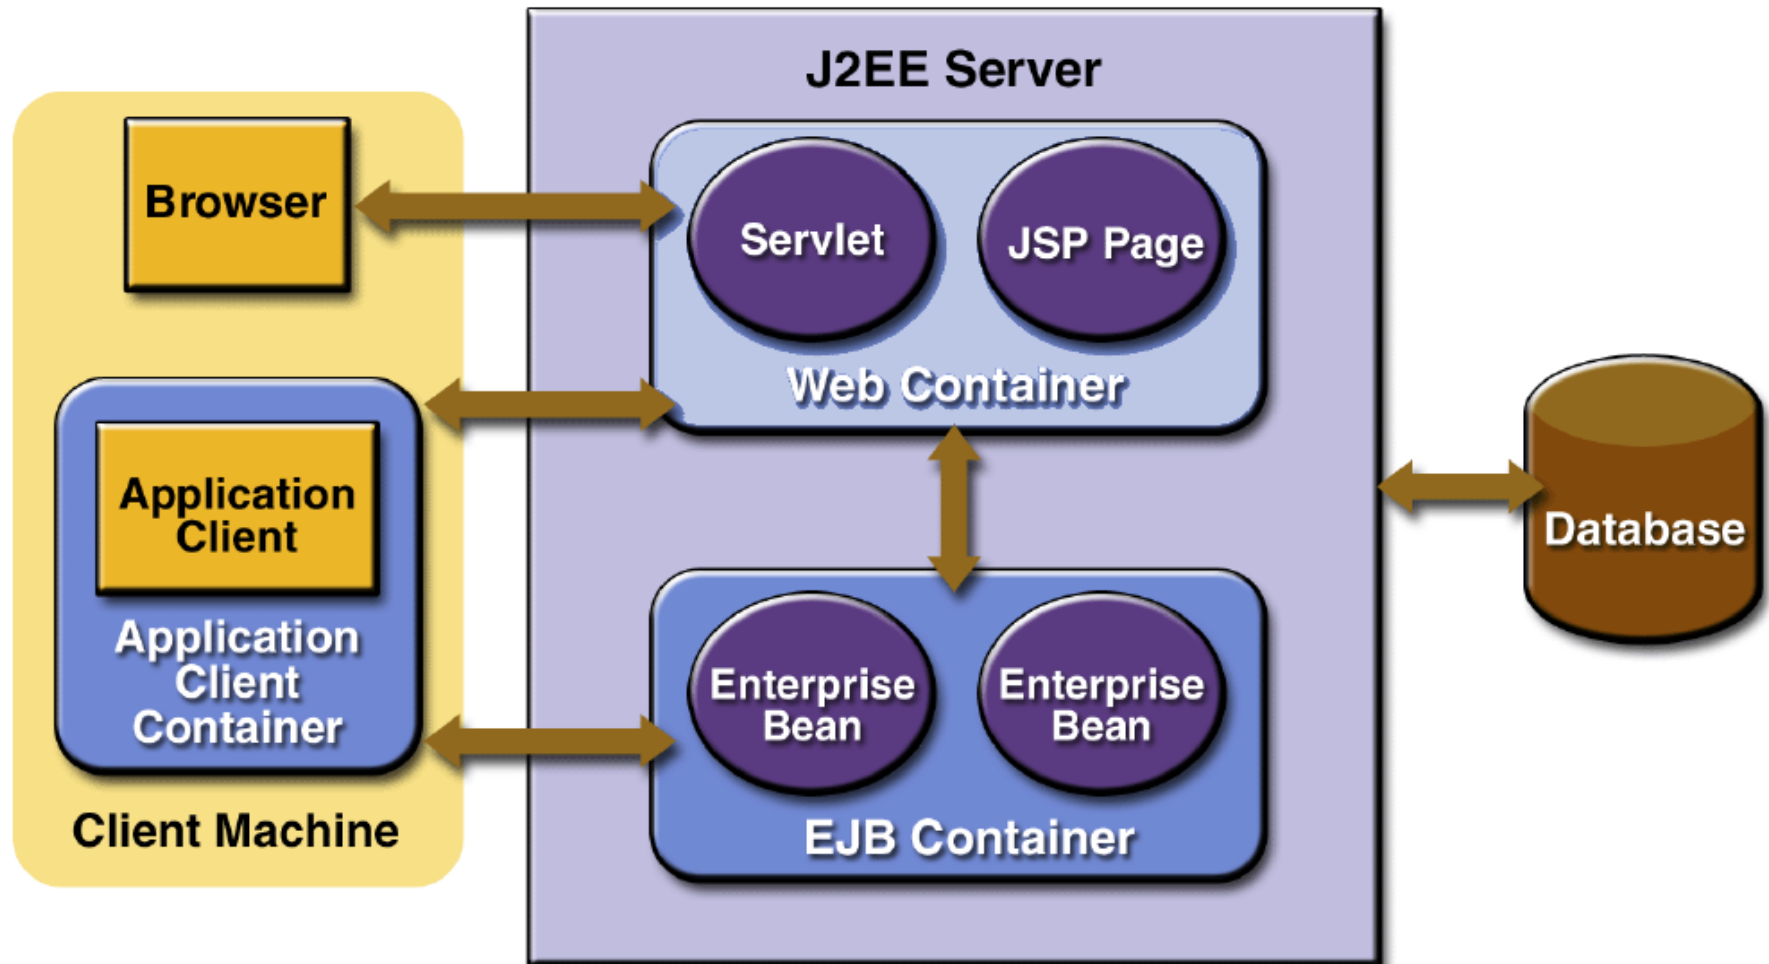 J2EE Server
Browser
Servlet
JSP Page
Web Container
Application
Client
Application
Client
Container
Client Machine
Enterprise
Bean
Enterprise
Bean
EJB Container
Database